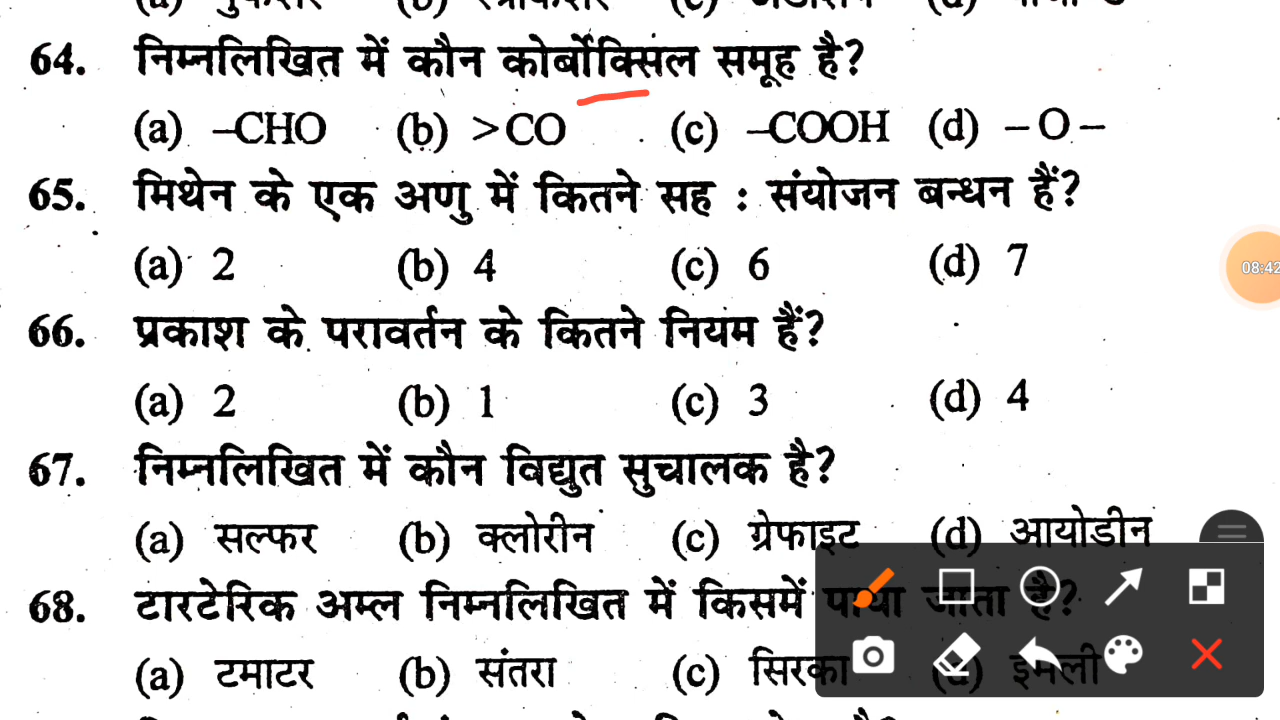 64. निम्नलिखित में कौन कोर्बोक्सिल समूह है?
(a) –CHO (b) >CO (c) –COOH (d) – O –
65. मिथेन के एक अणु में कितने सह : संयोजन बन्धन हैं?
(a) 2 (b) 4 (c) 6 (d) 7
08:42
66. प्रकाश के परावर्तन के कितने नियम हैं?
(a) 2 (b) 1 (c) 3 (d) 4
67. निम्नलिखित में कौन विद्युत सुचालक है?
(a) सल्फर (b) क्लोरीन (c) ग्रेफाइट (d) आयोडीन
68. टारटेरिक अम्ल निम्नलिखित में किसमें पाया जाता है?
(a) टमाटर (b) संतरा (c) सिरका (d) इमली